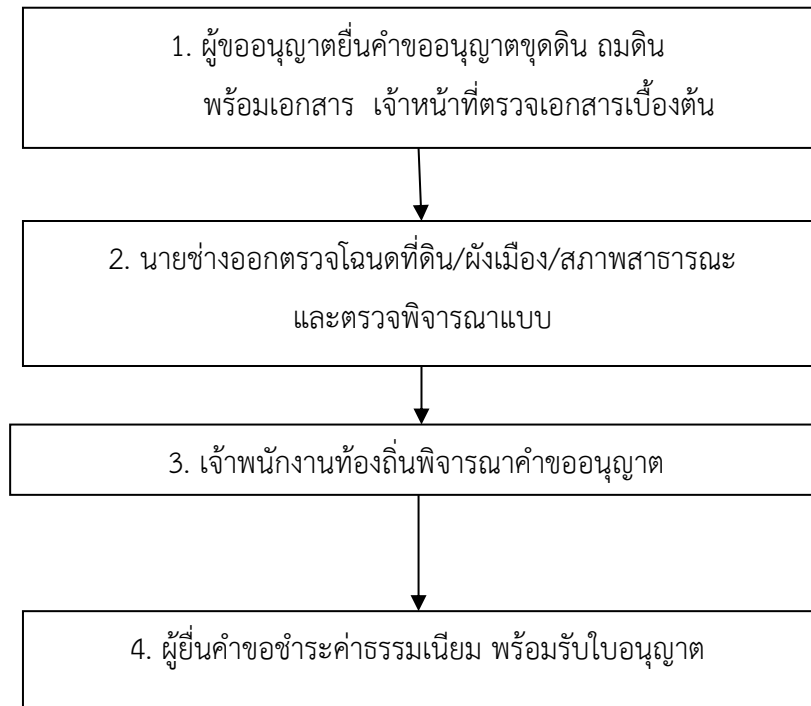 1. ผู้ขออนุญาตยื่นคำขออนุญาตขุดดิน ถมดิน
พร้อมเอกสาร เจ้าหน้าที่ตรวจเอกสารเบื้องต้น
2. นายช่างออกตรวจโฉนดที่ดิน/ผังเมือง/สภาพสาธารณะ
และตรวจพิจารณาแบบ
3. เจ้าพนักงานท้องถิ่นพิจารณาคำขออนุญาต
4. ผู้ยื่นคำขอชำระค่าธรรมเนียม พร้อมรับใบอนุญาต